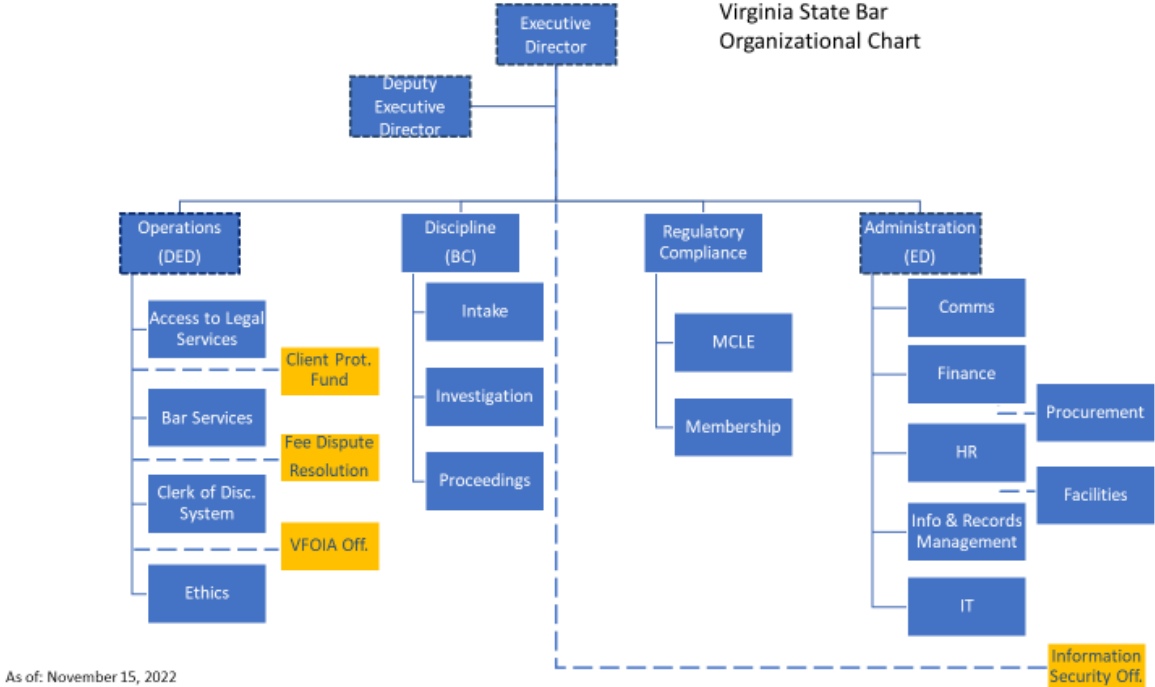 Virginia State Bar
Organizational Chart
Executive
Director
Deputy
Executive
Director
Operations
(DED)
Access to Legal
Services
Client Prot.
Fund
Bar Services
Fee Dispute
Resolution
Clerk of Disc.
System
VFOIA Off.
Ethics
Discipline
(BC)
Intake
Investigation
Proceedings
Regulatory
Compliance
MCLE
Membership
Administration
(ED)
Comms
Finance
Procurement
HR
Facilities
Info & Records
Management
IT
Information
Security Off.
As of: November 15, 2022